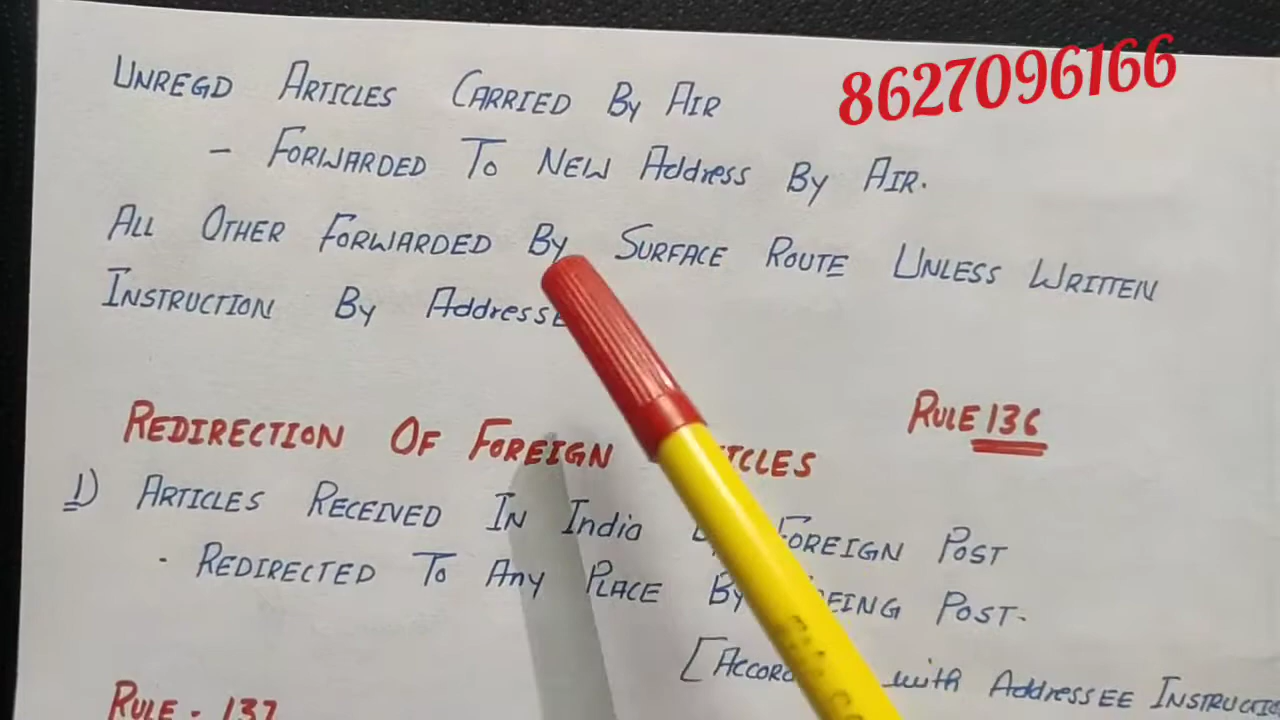 8627096166
UNREGD ARTICLES CARRIED BY AIR
- FORWARDED TO NEW Address BY AIR.
ALL OTHER FORWARDED BY SURFACE ROUTE UNLESS WRITTEN
INSTRUCTION BY
REDIRECTION OF FOREIGN
RULE 136
1) ARTICLES RECEIVED IN India FOREIGN POST
- REDIRECTED TO ANY PLACE BY POST.
[ with ADDRESSEE
RULE - 137